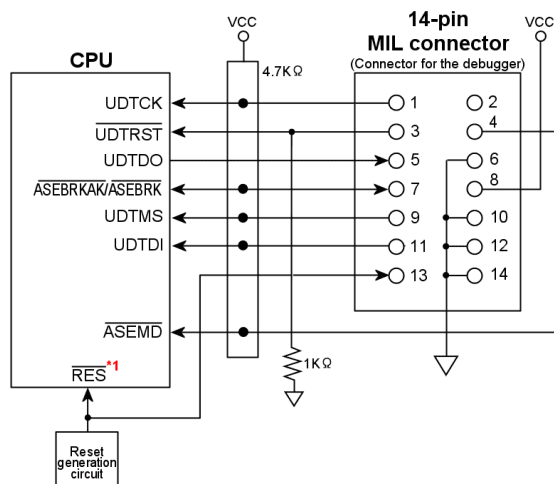 VCC
14-pin
MIL connector
(Connector for the debugger)
VCC
CPU
4.7KΩ
UDTCK
1
2
UDTRST
3
4
UDTDO
5
6
ASEBRKAK/ASEBRK
7
8
UDTMS
9
10
UDTDI
11
12
13
14
ASEMD
RES*1
1KΩ
Reset
generation
circuit